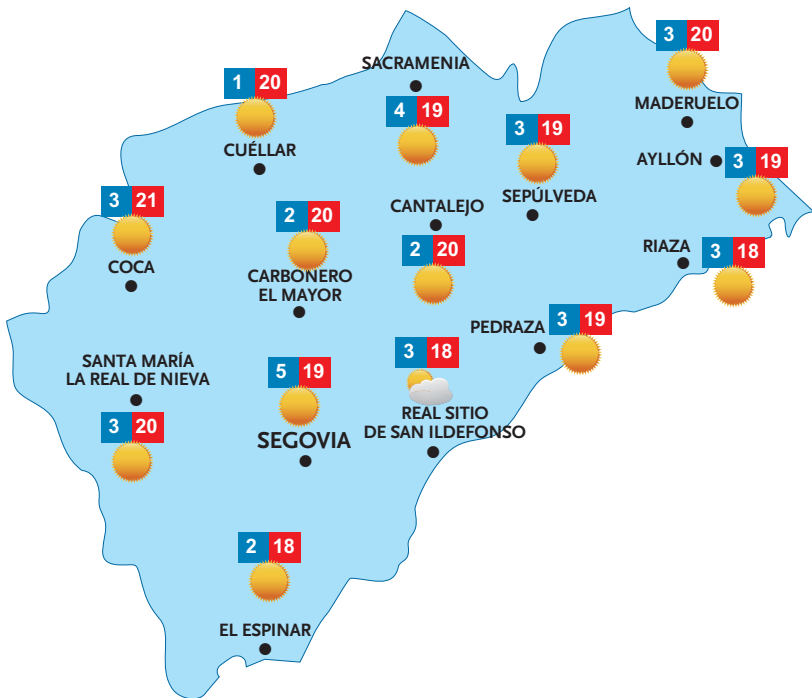 3 20
MADERUELO
SACRAMENIA
4 19
1 20
CUÉLLAR
3 19
SEPÚLVEDA
AYLLÓN
3 19
3 21
COCA
2 20
CARBONERO
EL MAYOR
CANTALEJO
2 20
RIAZA
3 18
PEDRAZA
3 19
SANTA MARÍA
LA REAL DE NIEVA
3 20
5 19
SEGOVIA
3 18
REAL SITIO
DE SAN ILDEFONSO
2 18
EL ESPINAR